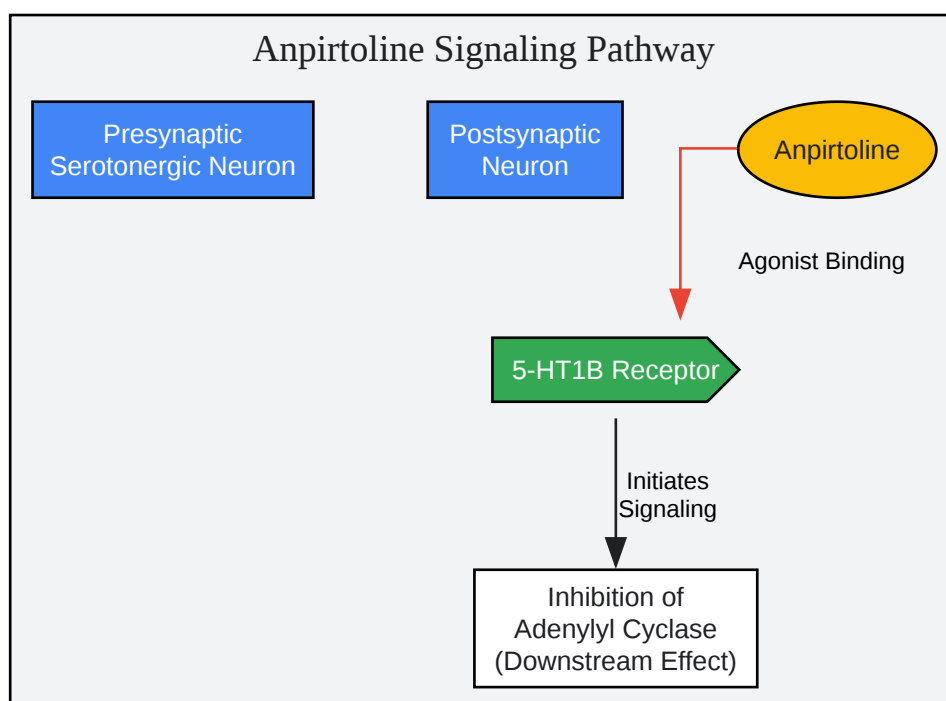 Anpirtoline Signaling Pathway
Presynaptic
Serotonergic Neuron
Postsynaptic
Neuron
Anpirtoline
Agonist Binding
5-HT1B Receptor
Initiates
Signaling
Inhibition of
Adenylyl Cyclase
(Downstream Effect)